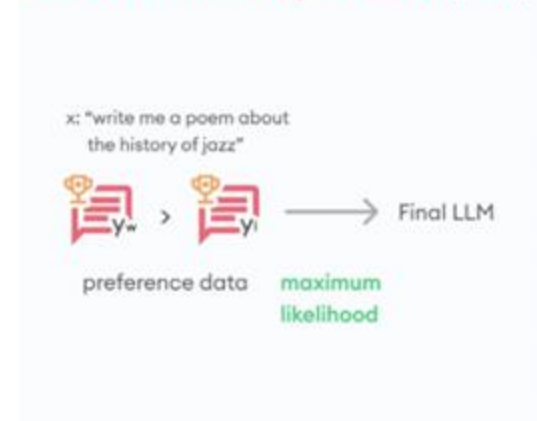 x: "write me a poem about
the history of jazz"
yw > yl
Final LLM
preference data
maximum
likelihood